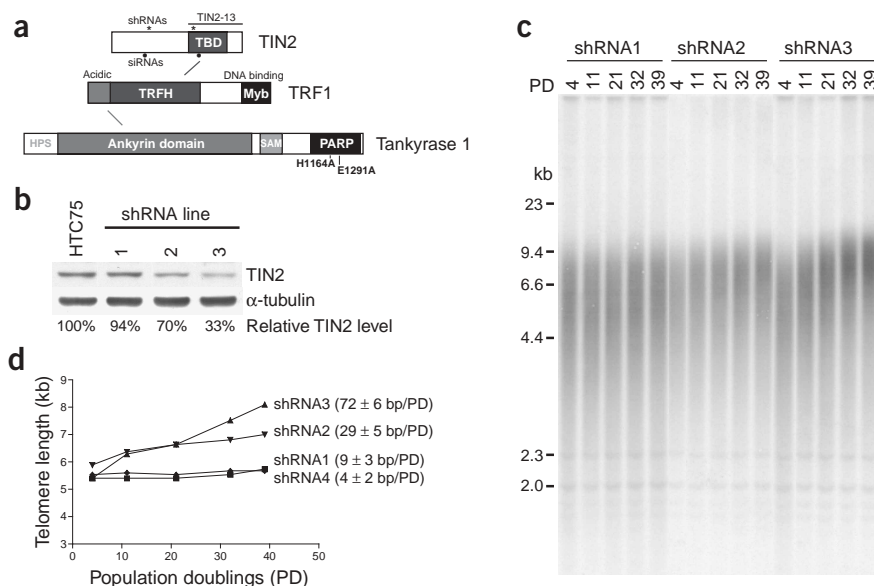 a
shRNAs
TIN2-13
*
*
TBD
TIN2
siRNAs
Acidic
DNA binding
TRFH
Myb
TRF1
HPS
Ankyrin domain
SAM
PARP
Tankyrase 1
H1164A
E1291A
b
shRNA line
HTC75
1
2
3
TIN2
α-tubulin
100%
94%
70%
33%
Relative TIN2 level
c
shRNA1
shRNA2
shRNA3
PD
4
11
21
32
39
4
11
21
32
39
4
11
21
32
39
kb
23
9.4
6.6
4.4
2.3
2.0
d
Telomere length (kb)
9
8
7
6
5
4
3
0
10
20
30
40
50
Population doublings (PD)
shRNA3 (72 ± 6 bp/PD)
shRNA2 (29 ± 5 bp/PD)
shRNA1 (9 ± 3 bp/PD)
shRNA4 (4 ± 2 bp/PD)